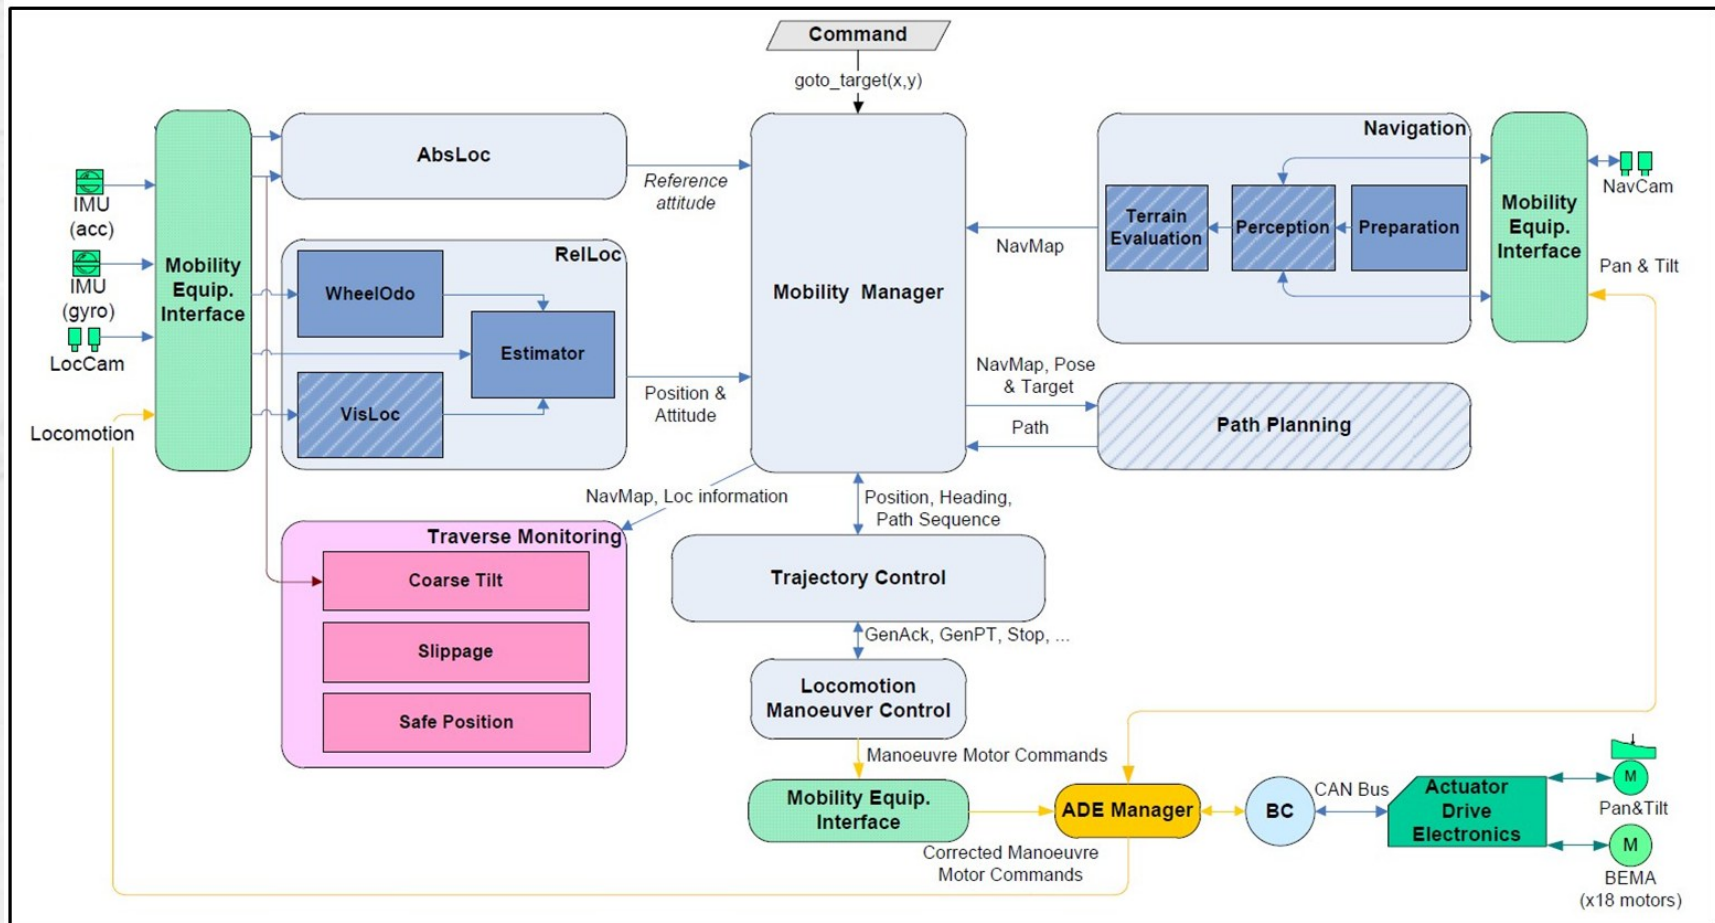 Command
goto_target(x,y)
AbsLoc
Reference
attitude
IMU
(acc)
IMU
(gyro)
LocCam
Locomotion
Mobility
Equip.
Interface
RelLoc
WheelOdo
Estimator
VisLoc
Position &
Attitude
Mobility Manager
NavMap
Navigation
Terrain
Evaluation
Perception
Preparation
Mobility
Equip.
Interface
NavCam
Pan & Tilt
NavMap, Pose
& Target
Path
Path Planning
NavMap, Loc information
Position, Heading,
Path Sequence
Traverse Monitoring
Coarse Tilt
Slippage
Safe Position
Trajectory Control
GenAck, GenPT, Stop, ...
Locomotion
Manoeuver Control
Manoeuvre Motor Commands
Mobility Equip.
Interface
Corrected Manoeuvre
Motor Commands
ADE Manager
BC
CAN Bus
Actuator
Drive
Electronics
M
Pan&Tilt
M
BEMA
(x18 motors)